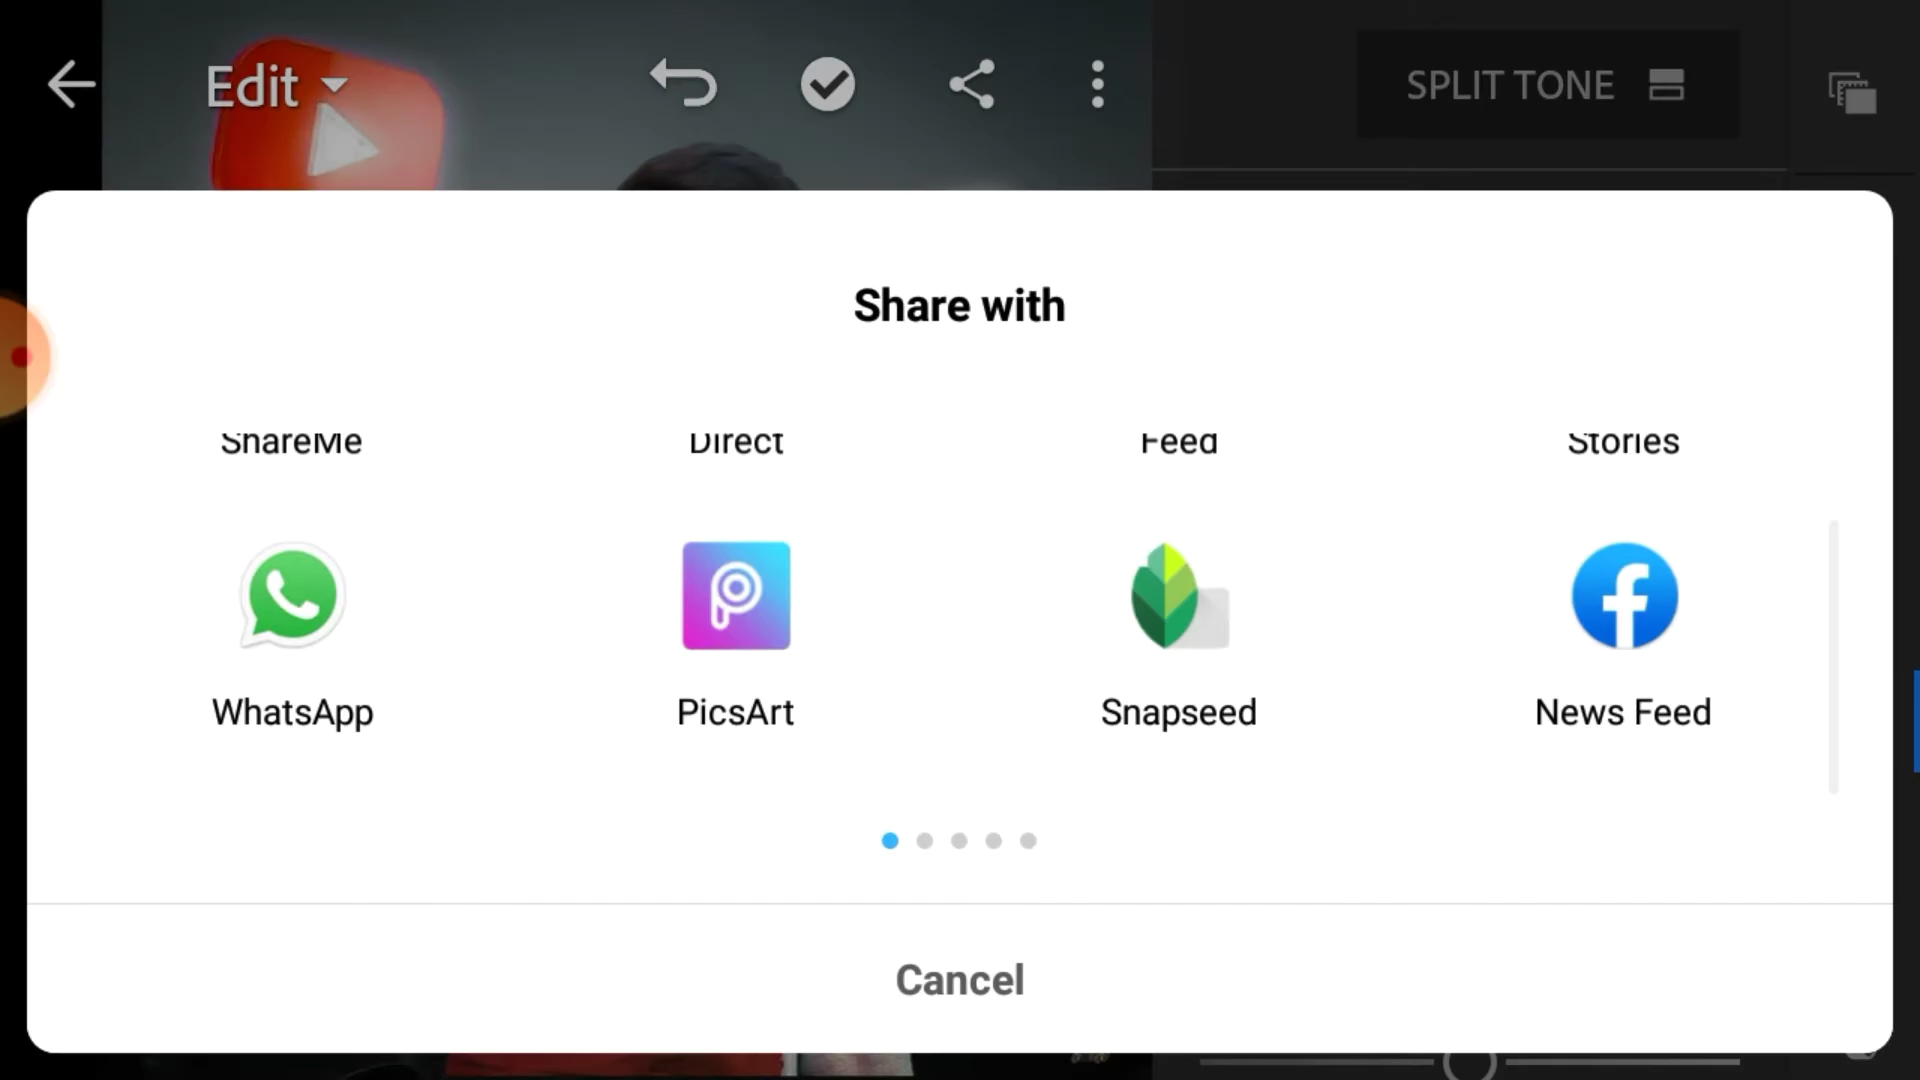 Edit
SPLIT TONE
Share with
ShareMe Direct Feed Stories
WhatsApp PicsArt Snapseed News Feed
Cancel